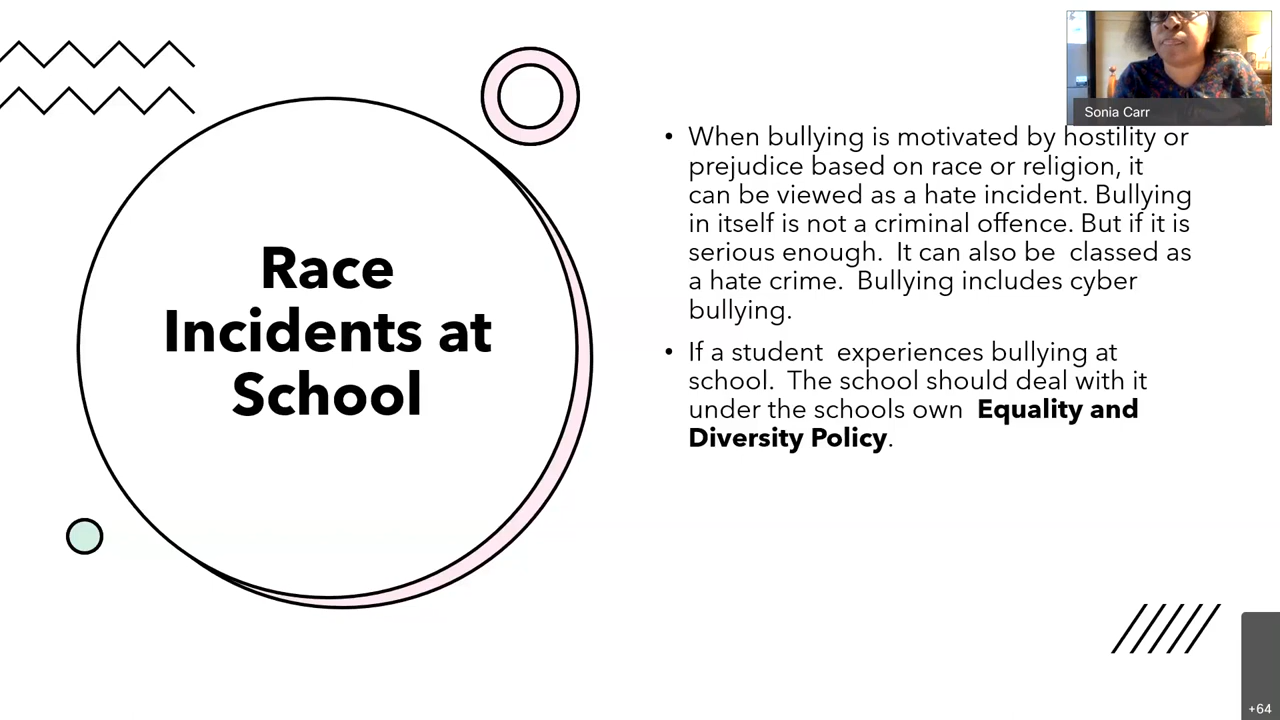 Race
Incidents at
School
Sonia Carr
• When bullying is motivated by hostility or
prejudice based on race or religion, it
can be viewed as a hate incident. Bullying
in itself is not a criminal offence. But if it is
serious enough.  It can also be  classed as
a hate crime.  Bullying includes cyber
bullying.
• If a student  experiences bullying at
school.  The school should deal with it
under the schools own  Equality and
Diversity Policy.
+64